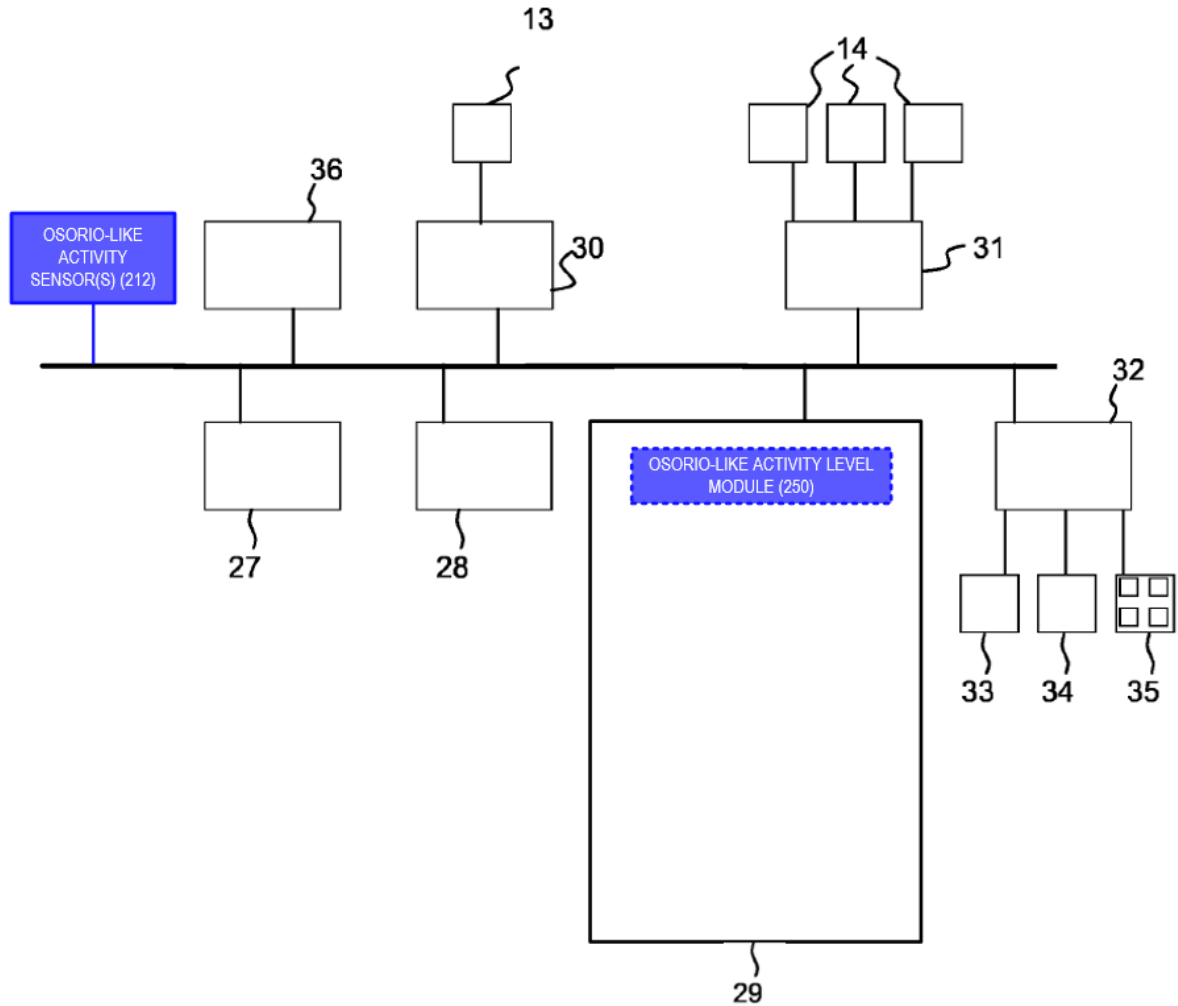 13
14
36
OSORIO-LIKE
ACTIVITY
SENSOR(S) (212)
30
31
32
OSORIO-LIKE ACTIVITY LEVEL
MODULE (250)
27
28
33
34
35
29